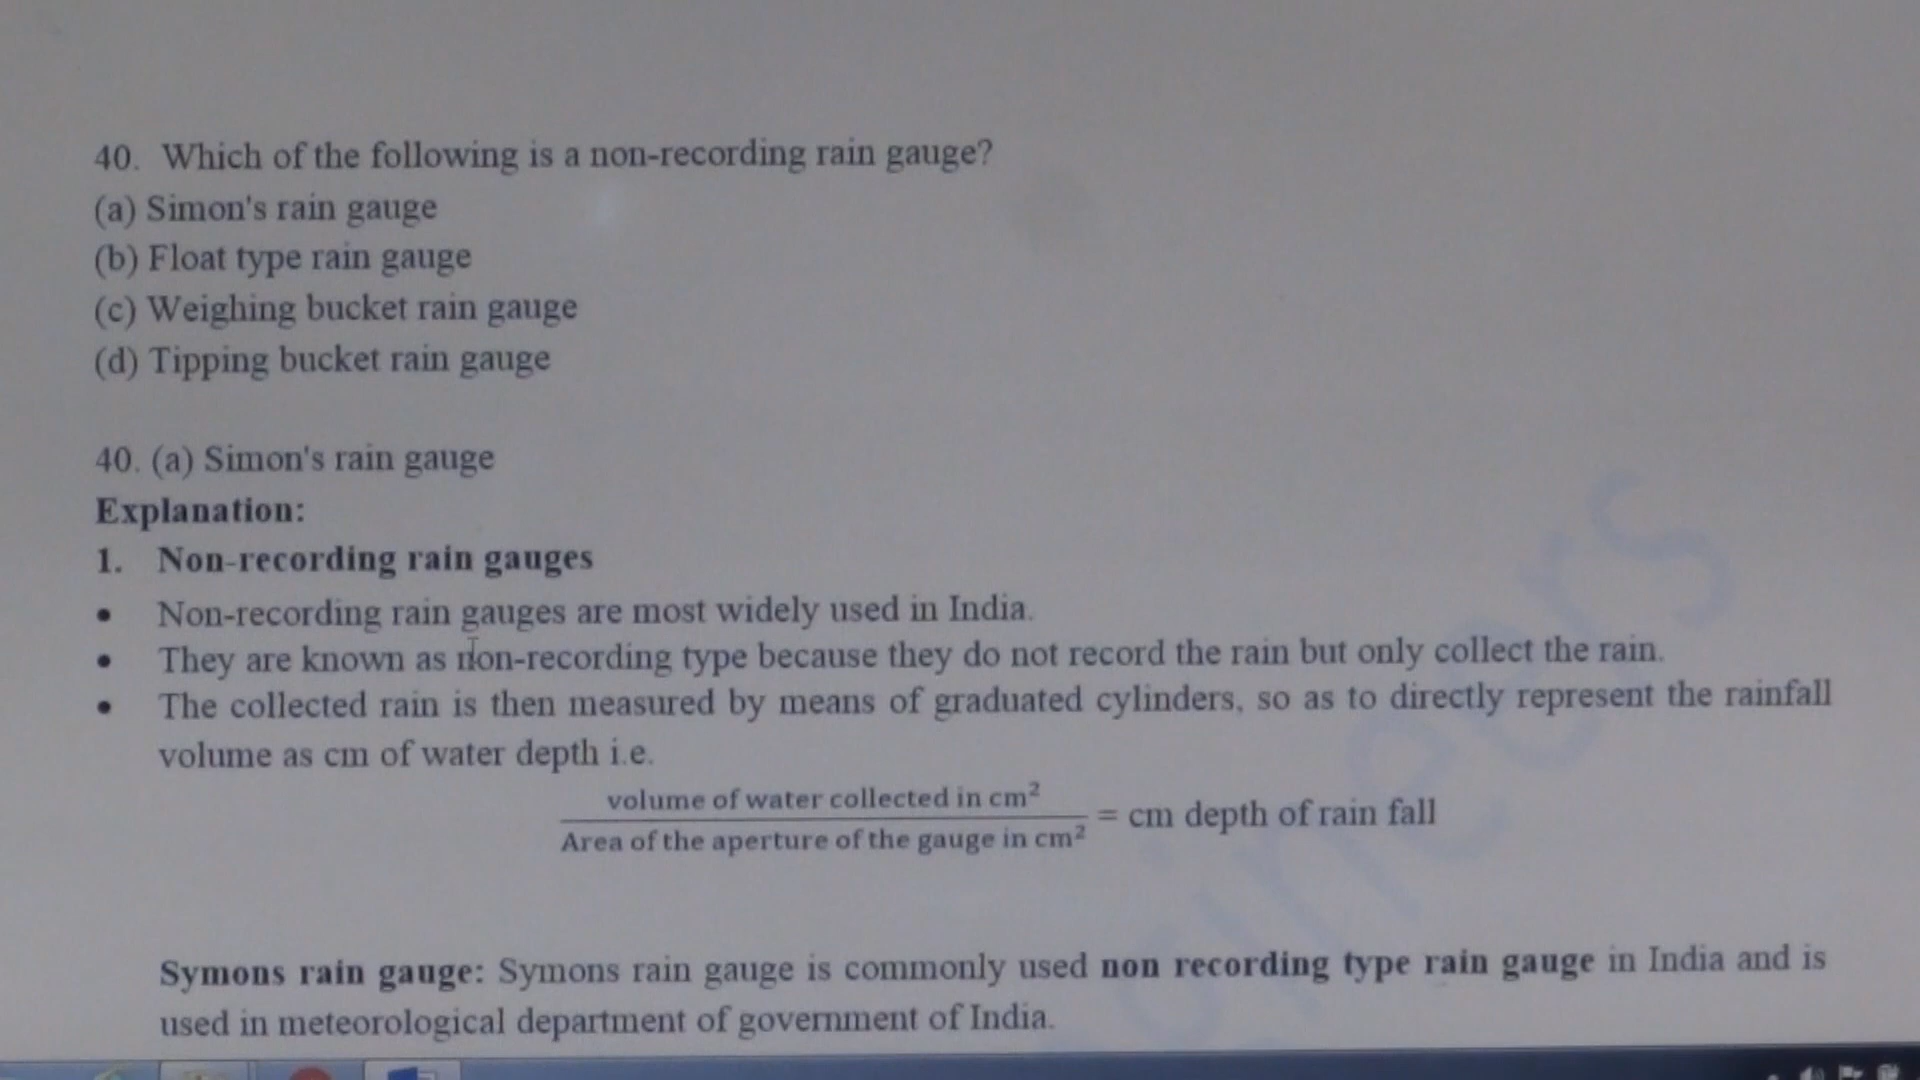 40. Which of the following is a non-recording rain gauge?
(a) Simon's rain gauge
(b) Float type rain gauge
(c) Weighing bucket rain gauge
(d) Tipping bucket rain gauge
40. (a) Simon's rain gauge
Explanation:
1. Non-recording rain gauges
• Non-recording rain gauges are most widely used in India.
• They are known as non-recording type because they do not record the rain but only collect the rain.
• The collected rain is then measured by means of graduated cylinders, so as to directly represent the rainfall
volume as cm of water depth i.e.
volume of water collected in cm²
Area of the aperture of the gauge in cm² = cm depth of rain fall
Symons rain gauge: Symons rain gauge is commonly used non recording type rain gauge in India and is
used in meteorological department of government of India.